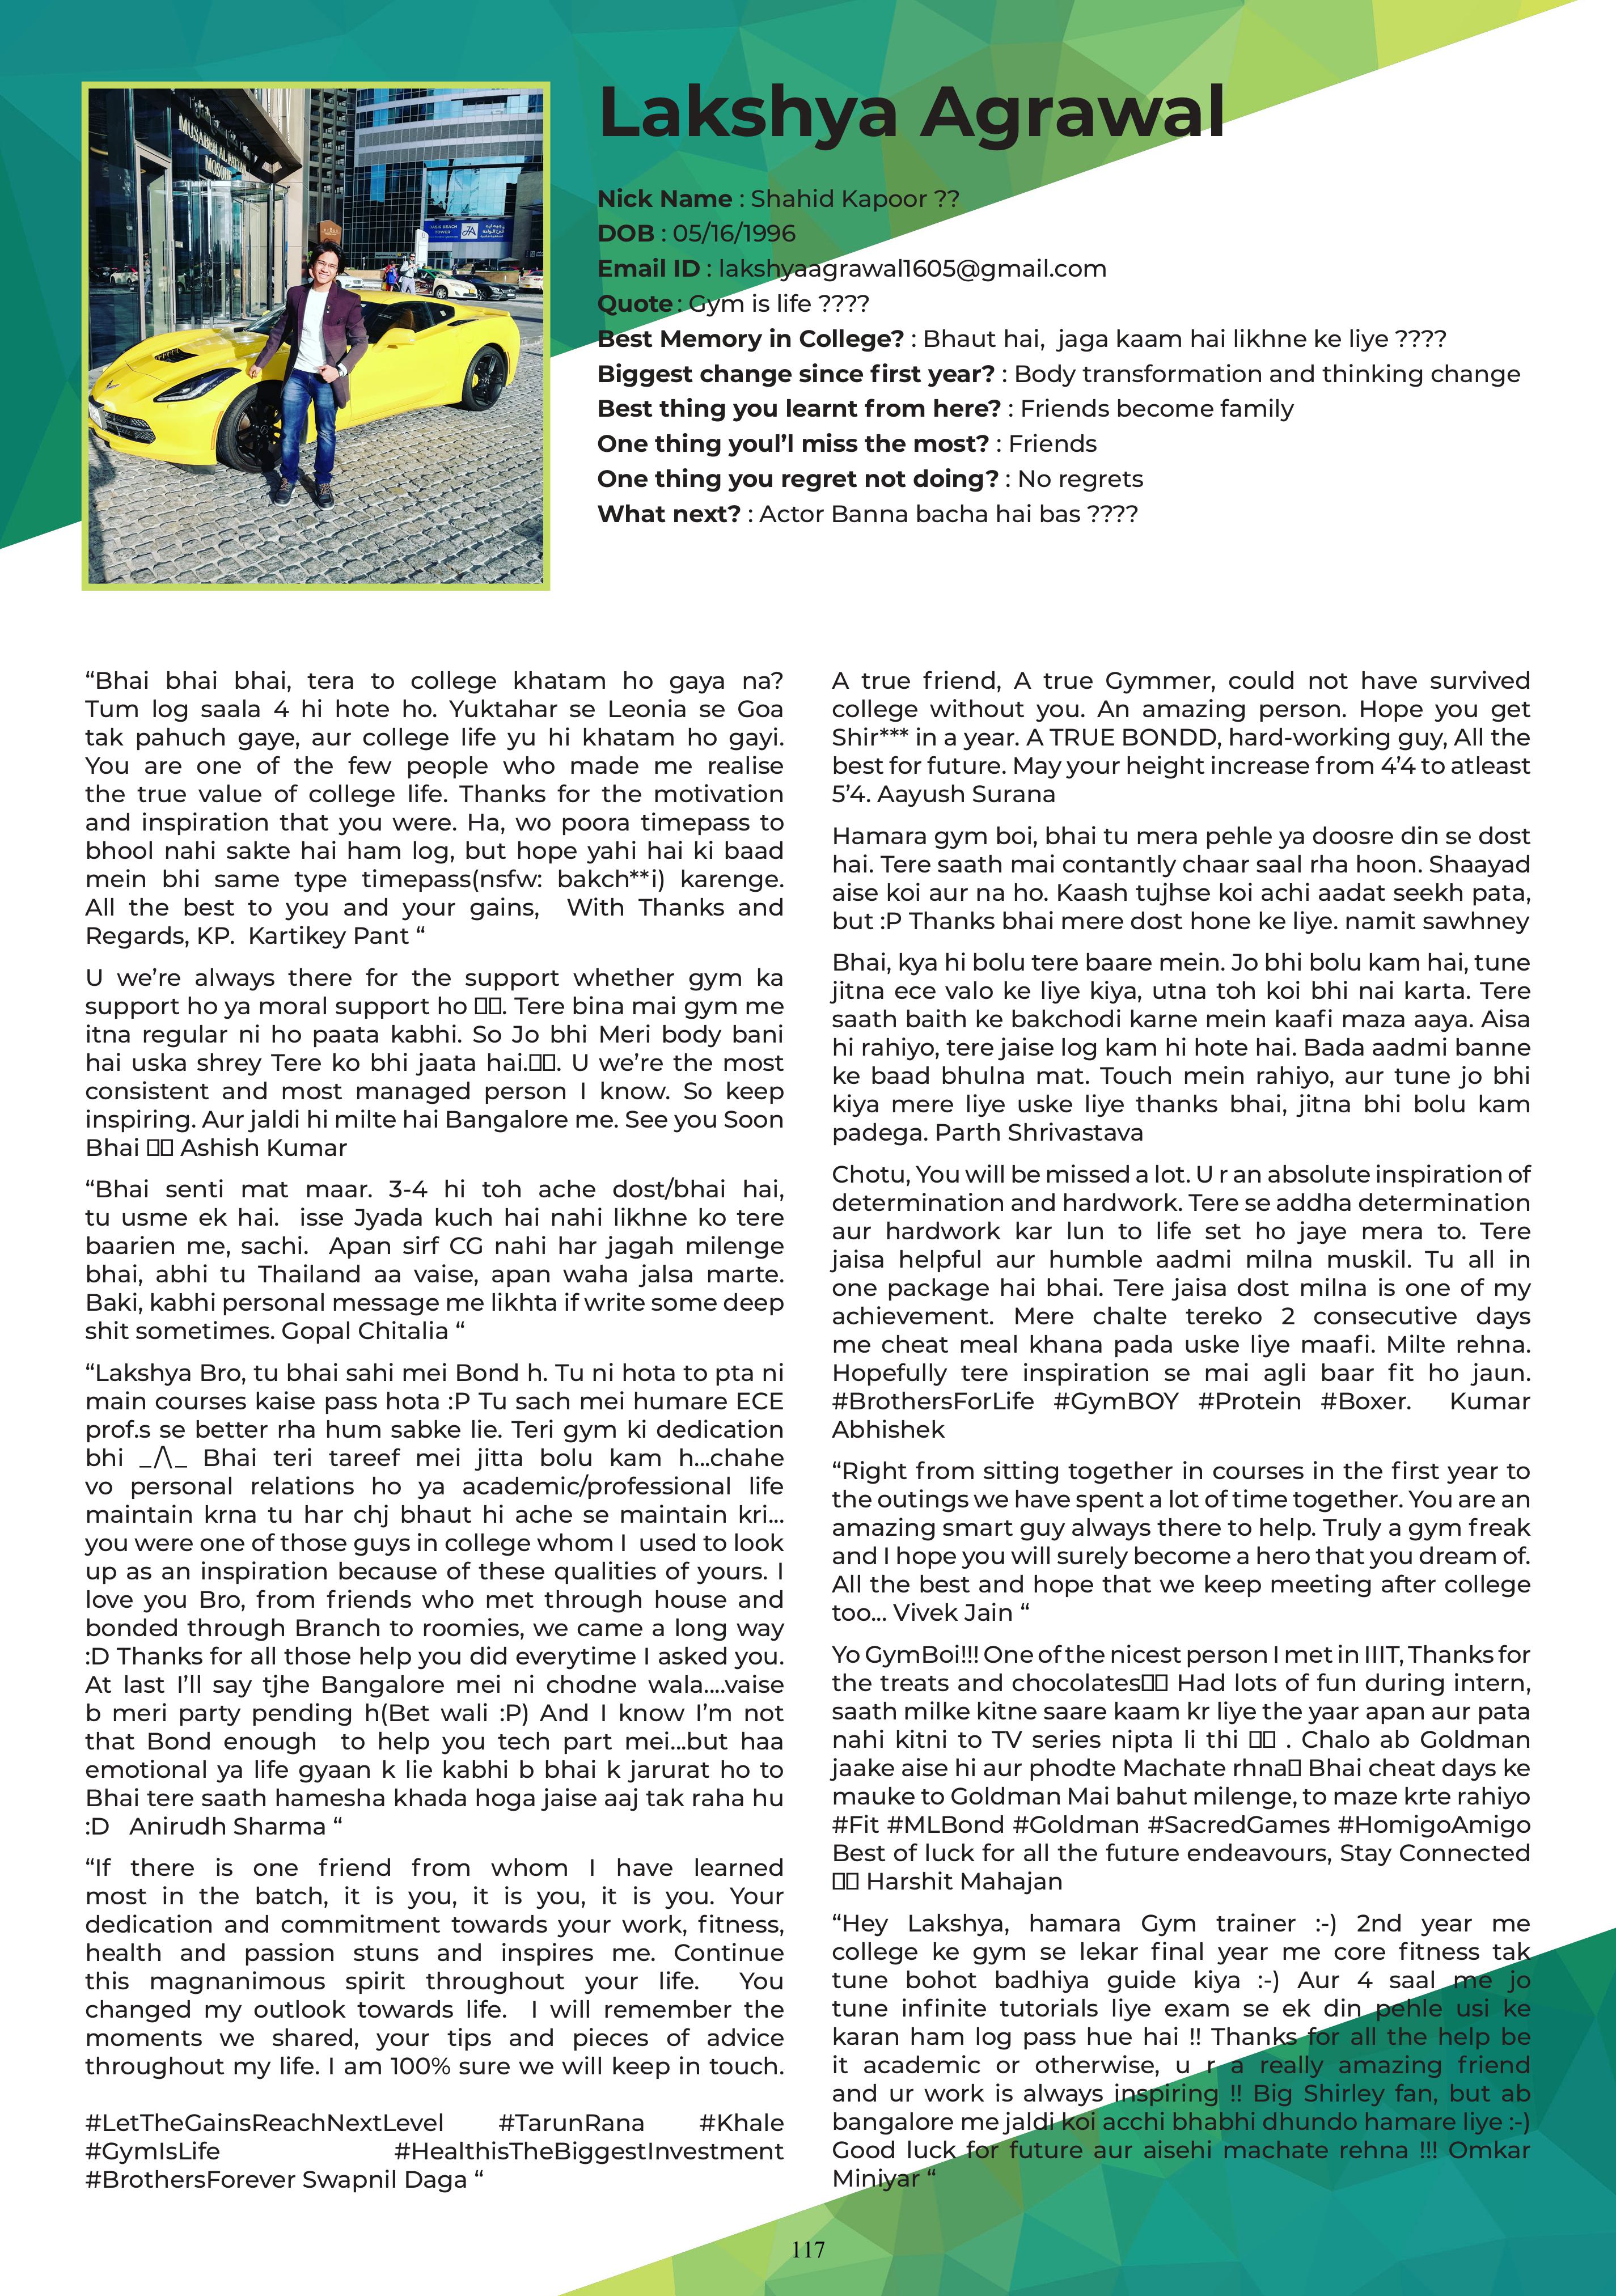 MUSABEH AL FATTAN
MOSQUE
JA
Lakshya Agrawal
Nick Name : Shahid Kapoor ??
DOB : 05/16/1996
Email ID : lakshyaagrawal1605@gmail.com
Quote : Gym is life ????
Best Memory in College? : Bhaut hai,  jaga kaam hai likhne ke liye ????
Biggest change since first year? : Body transformation and thinking change
Best thing you learnt from here? : Friends become family
One thing youl’l miss the most? : Friends
One thing you regret not doing? : No regrets
What next? : Actor Banna bacha hai bas ????
“Bhai bhai bhai, tera to college khatam ho gaya na?
Tum log saala 4 hi hote ho. Yuktahar se Leonia se Goa
tak pahuch gaye, aur college life yu hi khatam ho gayi.
You are one of the few people who made me realise
the true value of college life. Thanks for the motivation
and inspiration that you were. Ha, wo poora timepass to
bhool nahi sakte hai ham log, but hope yahi hai ki baad
mein bhi same type timepass(nsfw: bakch**i) karenge.
All the best to you and your gains,  With Thanks and
Regards, KP.  Kartikey Pant “
U we’re always there for the support whether gym ka
support ho ya moral support ho □□. Tere bina mai gym me
itna regular ni ho paata kabhi. So Jo bhi Meri body bani
hai uska shrey Tere ko bhi jaata hai.□□. U we’re the most
consistent and most managed person I know. So keep
inspiring. Aur jaldi hi milte hai Bangalore me. See you Soon
Bhai □□ Ashish Kumar
“Bhai senti mat maar. 3-4 hi toh ache dost/bhai hai,
tu usme ek hai.  isse Jyada kuch hai nahi likhne ko tere
baarien me, sachi.  Apan sirf CG nahi har jagah milenge
bhai, abhi tu Thailand aa vaise, apan waha jalsa marte.
Baki, kabhi personal message me likhta if write some deep
shit sometimes. Gopal Chitalia “
“Lakshya Bro, tu bhai sahi mei Bond h. Tu ni hota to pta ni
main courses kaise pass hota :P Tu sach mei humare ECE
prof.s se better rha hum sabke lie. Teri gym ki dedication
bhi _/\_ Bhai teri tareef mei jitta bolu kam h...chahe
vo personal relations ho ya academic/professional life
maintain krna tu har chj bhaut hi ache se maintain kri...
you were one of those guys in college whom I  used to look
up as an inspiration because of these qualities of yours. I
love you Bro, from friends who met through house and
bonded through Branch to roomies, we came a long way
:D Thanks for all those help you did everytime I asked you.
At last I’ll say tjhe Bangalore mei ni chodne wala....vaise
b meri party pending h(Bet wali :P) And I know I’m not
that Bond enough  to help you tech part mei...but haa
emotional ya life gyaan k lie kabhi b bhai k jarurat ho to
Bhai tere saath hamesha khada hoga jaise aaj tak raha hu
:D   Anirudh Sharma “
“If there is one friend from whom I have learned
most in the batch, it is you, it is you, it is you. Your
dedication and commitment towards your work, fitness,
health and passion stuns and inspires me. Continue
this magnanimous spirit throughout your life.  You
changed my outlook towards life.  I will remember the
moments we shared, your tips and pieces of advice
throughout my life. I am 100% sure we will keep in touch.
#LetTheGainsReachNextLevel #TarunRana #Khale
#GymIsLife #HealthisTheBiggestInvestment
#BrothersForever Swapnil Daga “
A true friend, A true Gymmer, could not have survived
college without you. An amazing person. Hope you get
Shir*** in a year. A TRUE BONDD, hard-working guy, All the
best for future. May your height increase from 4’4 to atleast
5’4. Aayush Surana
Hamara gym boi, bhai tu mera pehle ya doosre din se dost
hai. Tere saath mai contantly chaar saal rha hoon. Shaayad
aise koi aur na ho. Kaash tujhse koi achi aadat seekh pata,
but :P Thanks bhai mere dost hone ke liye. namit sawhney
Bhai, kya hi bolu tere baare mein. Jo bhi bolu kam hai, tune
jitna ece valo ke liye kiya, utna toh koi bhi nai karta. Tere
saath baith ke bakchodi karne mein kaafi maza aaya. Aisa
hi rahiyo, tere jaise log kam hi hote hai. Bada aadmi banne
ke baad bhulna mat. Touch mein rahiyo, aur tune jo bhi
kiya mere liye uske liye thanks bhai, jitna bhi bolu kam
padega. Parth Shrivastava
Chotu, You will be missed a lot. U r an absolute inspiration of
determination and hardwork. Tere se addha determination
aur hardwork kar lun to life set ho jaye mera to. Tere
jaisa helpful aur humble aadmi milna muskil. Tu all in
one package hai bhai. Tere jaisa dost milna is one of my
achievement. Mere chalte tereko 2 consecutive days
me cheat meal khana pada uske liye maafi. Milte rehna.
Hopefully tere inspiration se mai agli baar fit ho jaun.
#BrothersForLife #GymBOY #Protein #Boxer.  Kumar
Abhishek
“Right from sitting together in courses in the first year to
the outings we have spent a lot of time together. You are an
amazing smart guy always there to help. Truly a gym freak
and I hope you will surely become a hero that you dream of.
All the best and hope that we keep meeting after college
too... Vivek Jain “
Yo GymBoi!!! One of the nicest person I met in IIIT, Thanks for
the treats and chocolates□□ Had lots of fun during intern,
saath milke kitne saare kaam kr liye the yaar apan aur pata
nahi kitni to TV series nipta li thi □□ . Chalo ab Goldman
jaake aise hi aur phodte Machate rhna□ Bhai cheat days ke
mauke to Goldman Mai bahut milenge, to maze krte rahiyo
#Fit #MLBond #Goldman #SacredGames #HomigoAmigo
Best of luck for all the future endeavours, Stay Connected
□□ Harshit Mahajan
“Hey Lakshya, hamara Gym trainer :-) 2nd year me
college ke gym se lekar final year me core fitness tak
tune bohot badhiya guide kiya :-) Aur 4 saal me jo
tune infinite tutorials liye exam se ek din pehle usi ke
karan ham log pass hue hai !! Thanks for all the help be
it academic or otherwise, u r a really amazing friend
and ur work is always inspiring !! Big Shirley fan, but ab
bangalore me jaldi koi acchi bhabhi dhundo hamare liye :-)
Good luck for future aur aisehi machate rehna !!! Omkar
Miniyar “
117